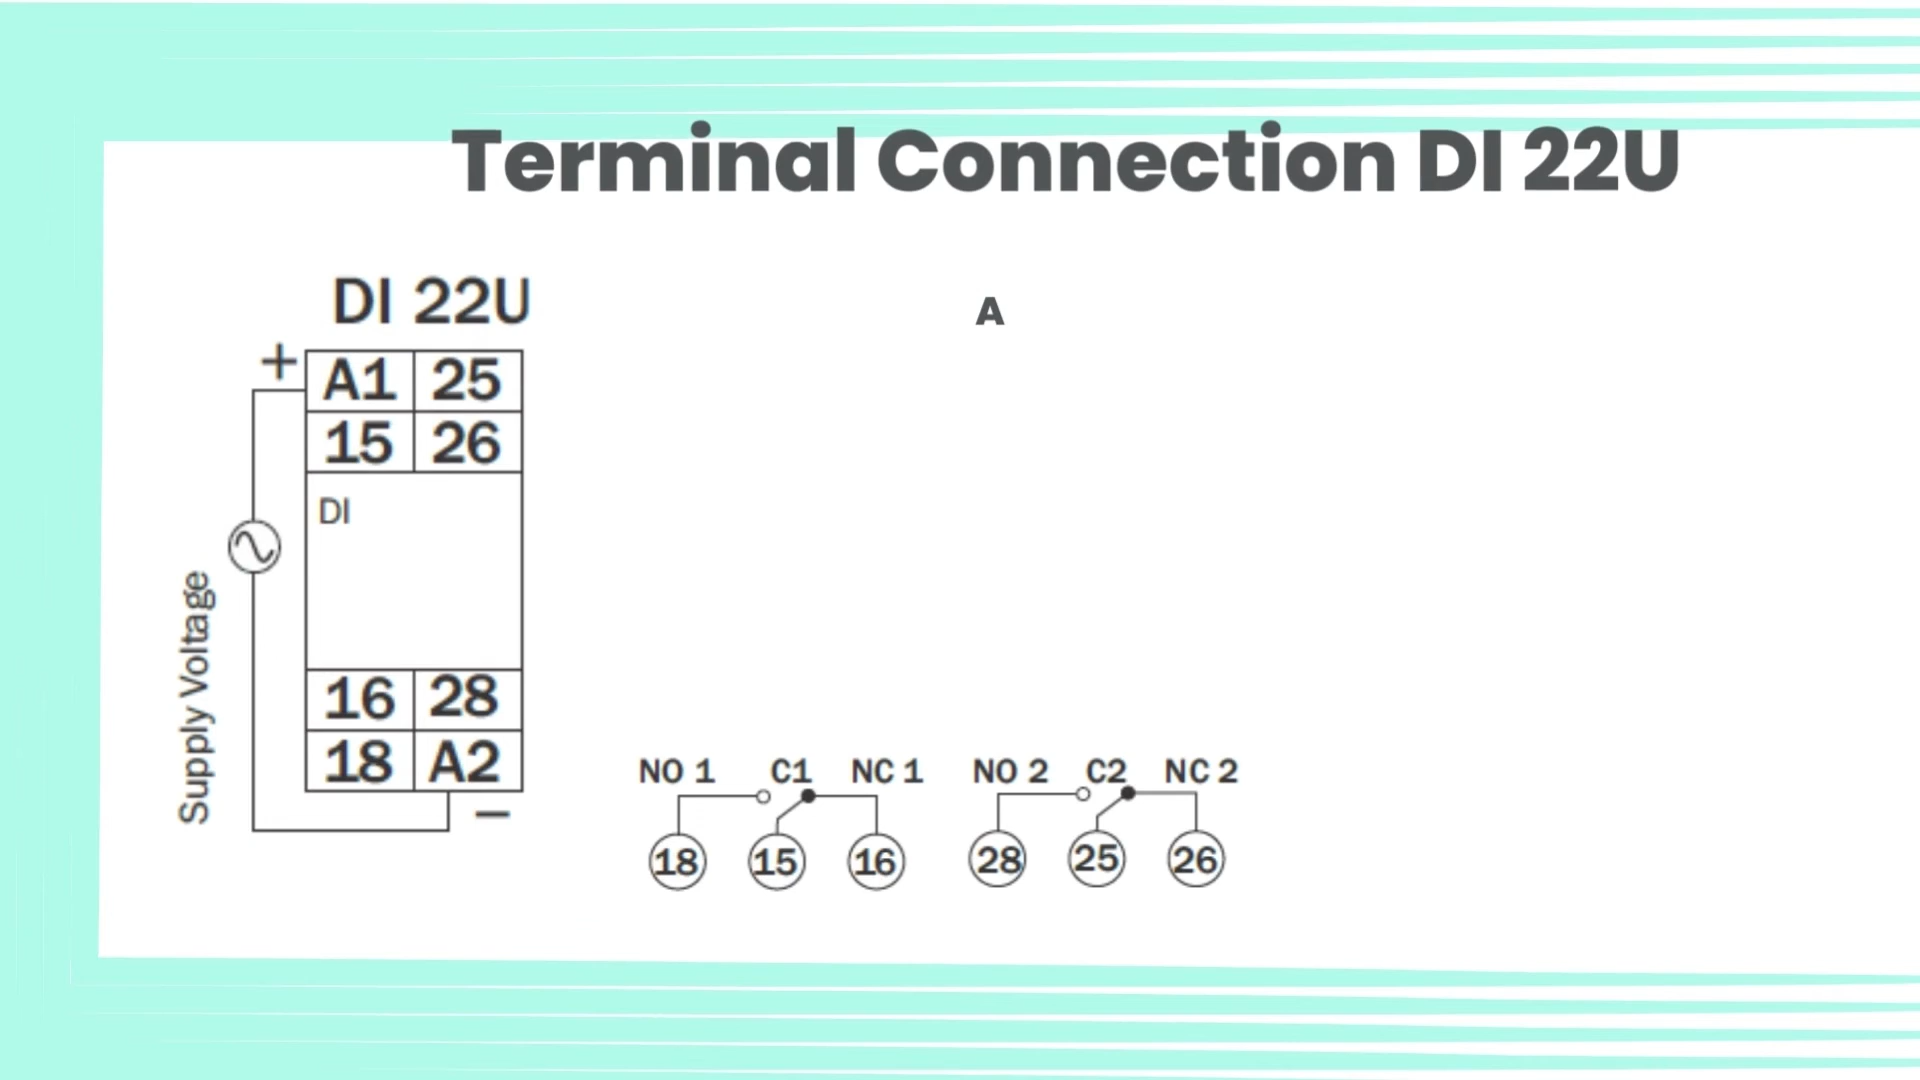 Terminal Connection DI 22U
DI 22U
A
+
A1 25
15 26
DI
Supply Voltage
16 28
18 A2
−
NO 1 C1 NC 1 NO 2 C2 NC 2
18 15 16 28 25 26